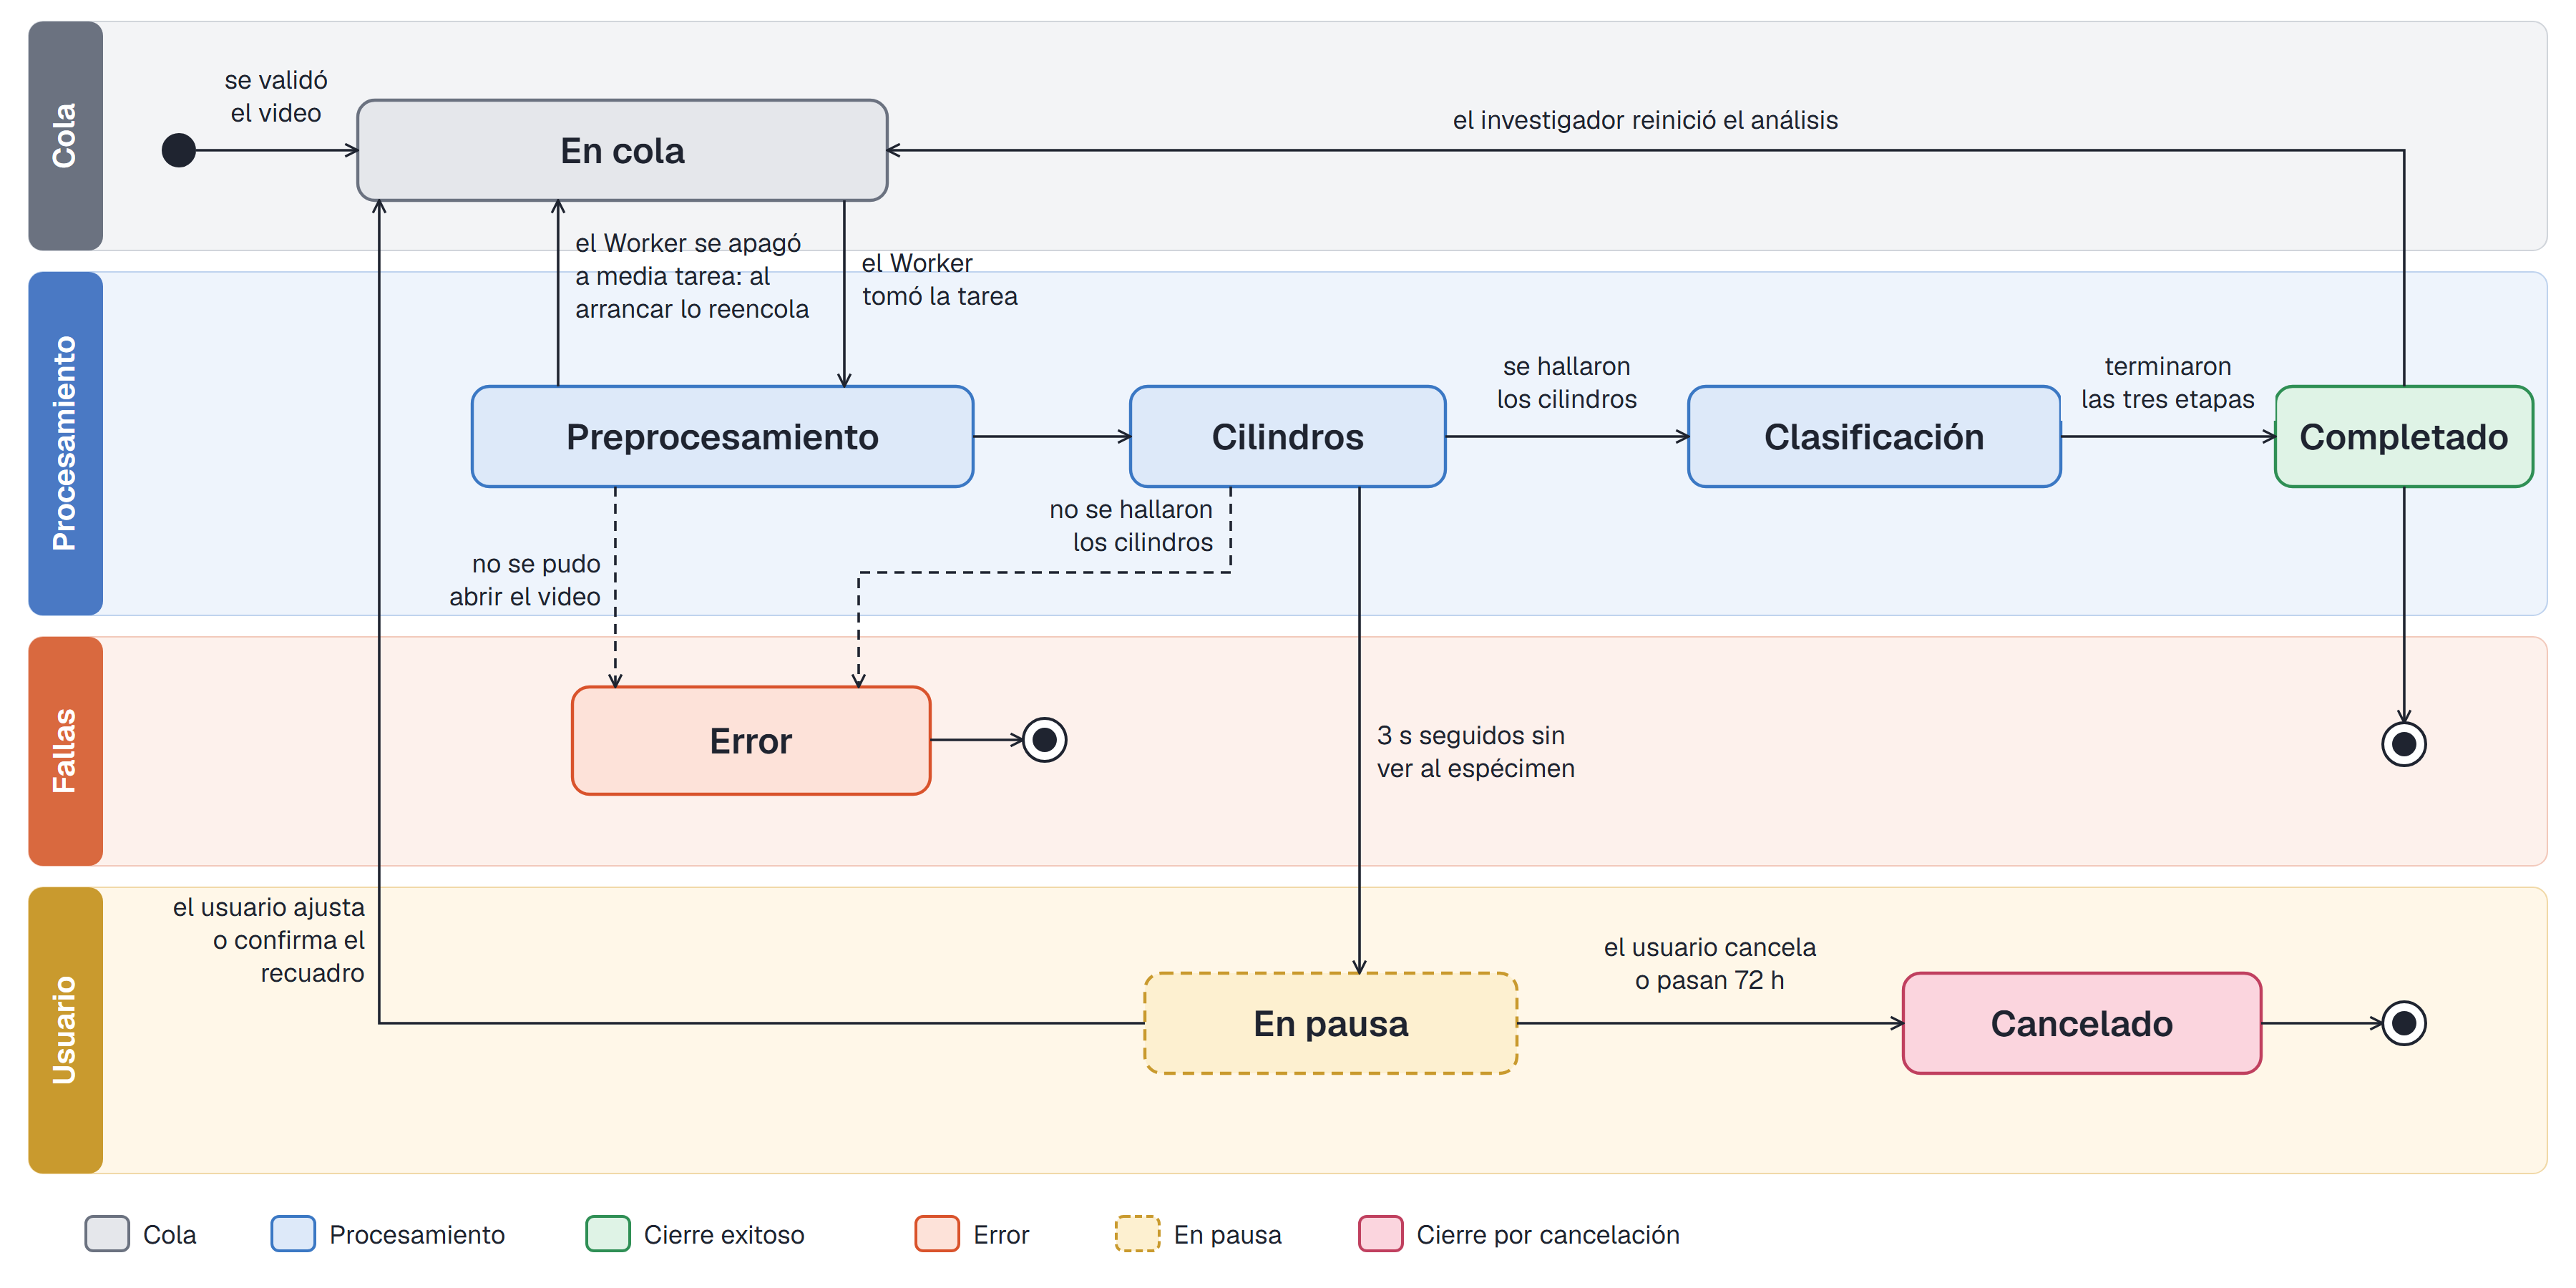 Cola
se validó
el video
En cola
el investigador reinició el análisis
el Worker se apagó
a media tarea: al
arrancar lo reencola
el Worker
tomó la tarea
Procesamiento
Preprocesamiento
Cilindros
se hallaron
los cilindros
Clasificación
terminaron
las tres etapas
Completado
no se pudo
abrir el video
no se hallaron
los cilindros
Fallas
Error
3 s seguidos sin
ver al espécimen
Usuario
el usuario ajusta
o confirma el
recuadro
En pausa
el usuario cancela
o pasan 72 h
Cancelado
Cola
Procesamiento
Cierre exitoso
Error
En pausa
Cierre por cancelación